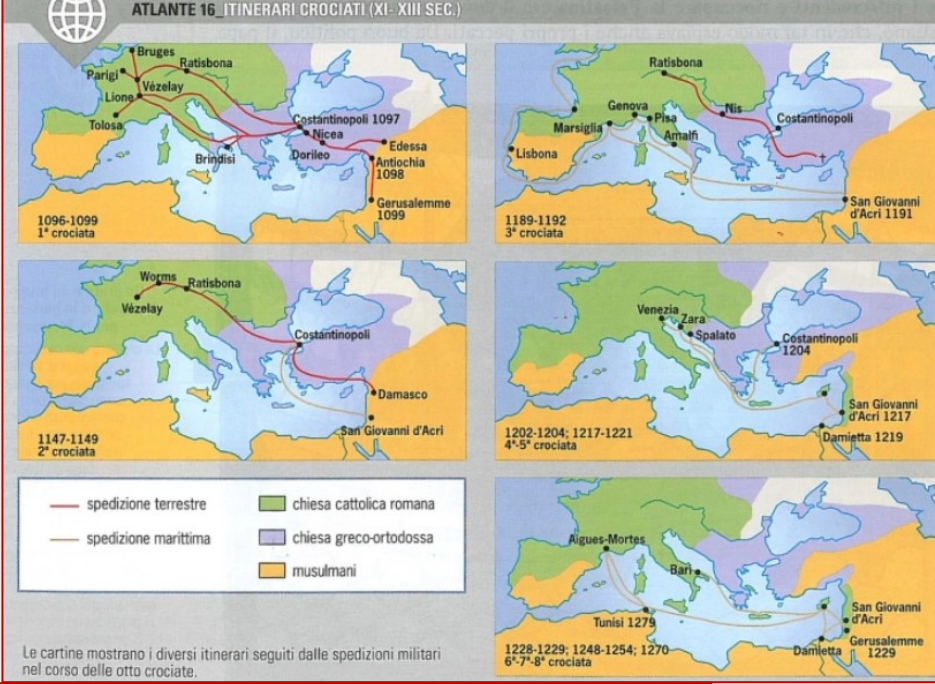 ATLANTE 16_ITINERARI CROCIATI (XI- XIII SEC.)
Bruges
Parigi
Ratisbona
Vézelay
Lione
Tolosa
Costantinopoli 1097
Nicea
Brindisi
Dorileo
Edessa
Antiochia
1098
Gerusalemme
1099
1096-1099
1ª crociata
Ratisbona
Genova
Nis
Pisa
Marsiglia
Costantinopoli
Amalfi
Lisbona
San Giovanni
d'Acri 1191
1189-1192
3ª crociata
Worms
Ratisbona
Vézelay
Costantinopoli
Damasco
San Giovanni d'Acri
1147-1149
2ª crociata
Venezia
Zara
Spalato
Costantinopoli
1204
San Giovanni
d'Acri 1217
Damietta 1219
1202-1204; 1217-1221
4ª-5ª crociata
spedizione terrestre
spedizione marittima
chiesa cattolica romana
chiesa greco-ortodossa
musulmani
Aigues-Mortes
Bari
Tunisi 1279
San Giovanni
d'Acri
Gerusalemme
1229
Damietta
1228-1229; 1248-1254; 1270
6ª-7ª-8ª crociata
Le cartine mostrano i diversi itinerari seguiti dalle spedizioni militari
nel corso delle otto crociate.